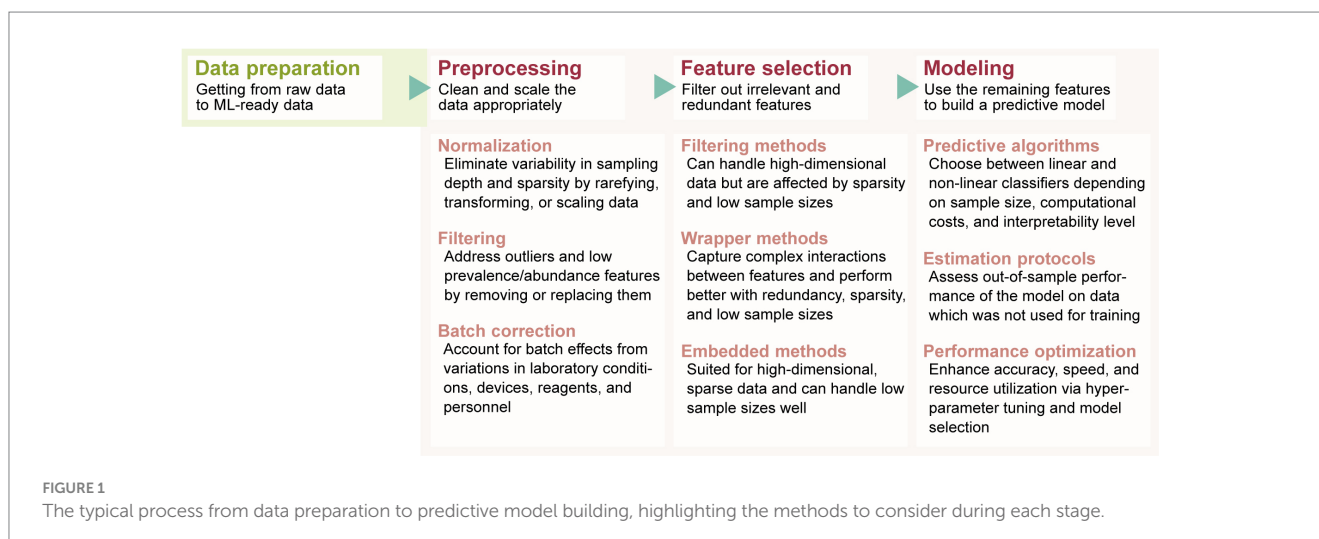 Data preparation
Getting from raw data
to ML-ready data
Preprocessing
Clean and scale the
data appropriately
Feature selection
Filter out irrelevant and
redundant features
Modeling
Use the remaining features
to build a predictive model
Normalization
Eliminate variability in sampling
depth and sparsity by rarefying,
transforming, or scaling data
Filtering
Address outliers and low
prevalence/abundance features
by removing or replacing them
Batch correction
Account for batch effects from
variations in laboratory conditi-
ons, devices, reagents, and
personnel
Filtering methods
Can handle high-dimensional
data but are affected by sparsity
and low sample sizes
Wrapper methods
Capture complex interactions
between features and perform
better with redundancy, sparsity,
and low sample sizes
Embedded methods
Suited for high-dimensional,
sparse data and can handle low
sample sizes well
Predictive algorithms
Choose between linear and
non-linear classifiers depending
on sample size, computational
costs, and interpretability level
Estimation protocols
Assess out-of-sample perfor-
mance of the model on data
which was not used for training
Performance optimization
Enhance accuracy, speed, and
resource utilization via hyper-
parameter tuning and model
selection
FIGURE 1
The typical process from data preparation to predictive model building, highlighting the methods to consider during each stage.